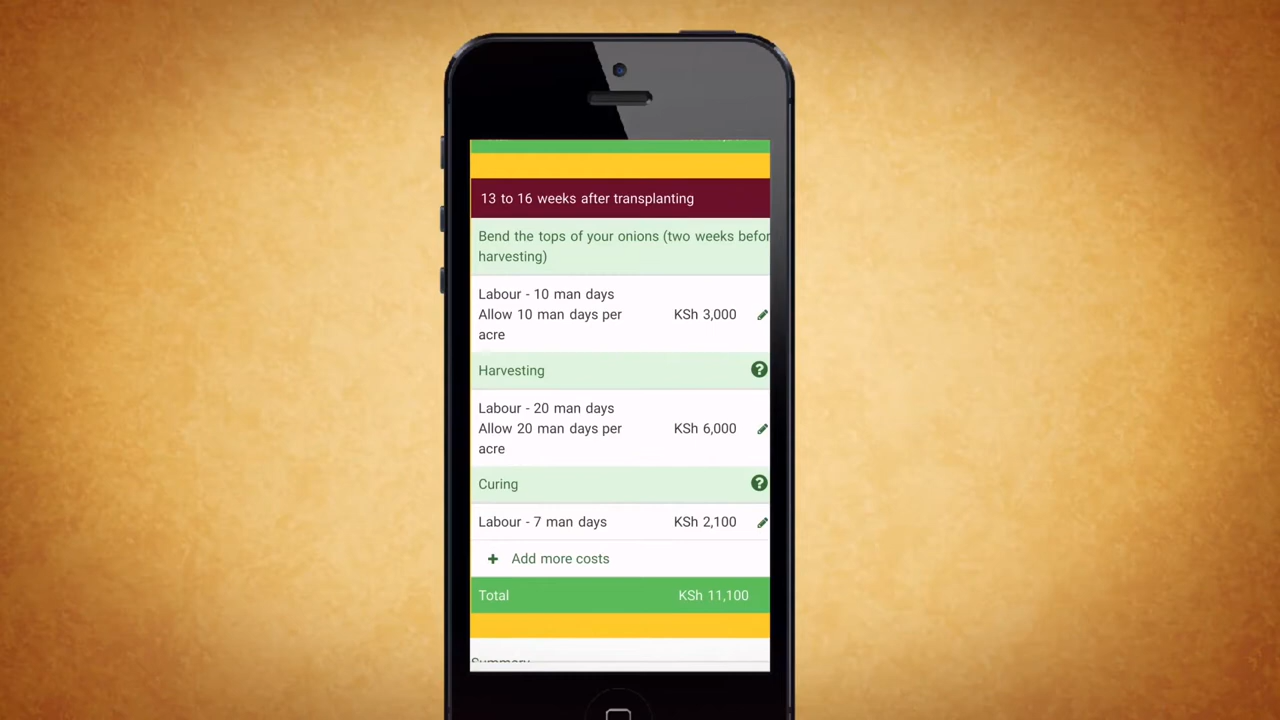 13 to 16 weeks after transplanting
Bend the tops of your onions (two weeks befor
harvesting)
Labour - 10 man days
Allow 10 man days per
acre
KSh 3,000
Harvesting
Labour - 20 man days
Allow 20 man days per
acre
KSh 6,000
Curing
Labour - 7 man days
KSh 2,100
Add more costs
Total
KSh 11,100
Summary